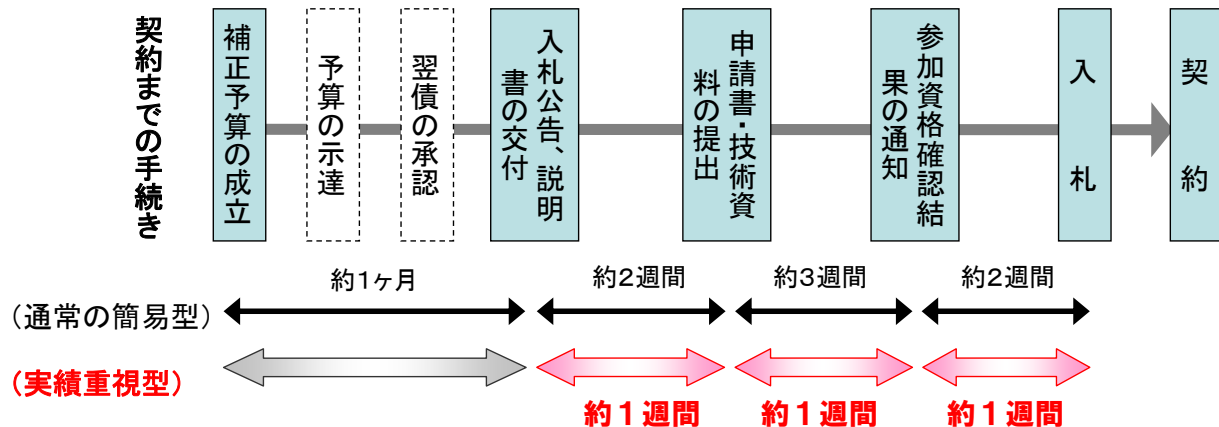 契約までの手続き
補正予算の成立
予算の示達
翌債の承認
入札公告、説明
書の交付
申請書・技術資
料の提出
参加資格確認結
果の通知
入札
契約
約1ヶ月
約2週間
約3週間
約2週間
（通常の簡易型）
（実績重視型）
約1週間
約1週間
約1週間